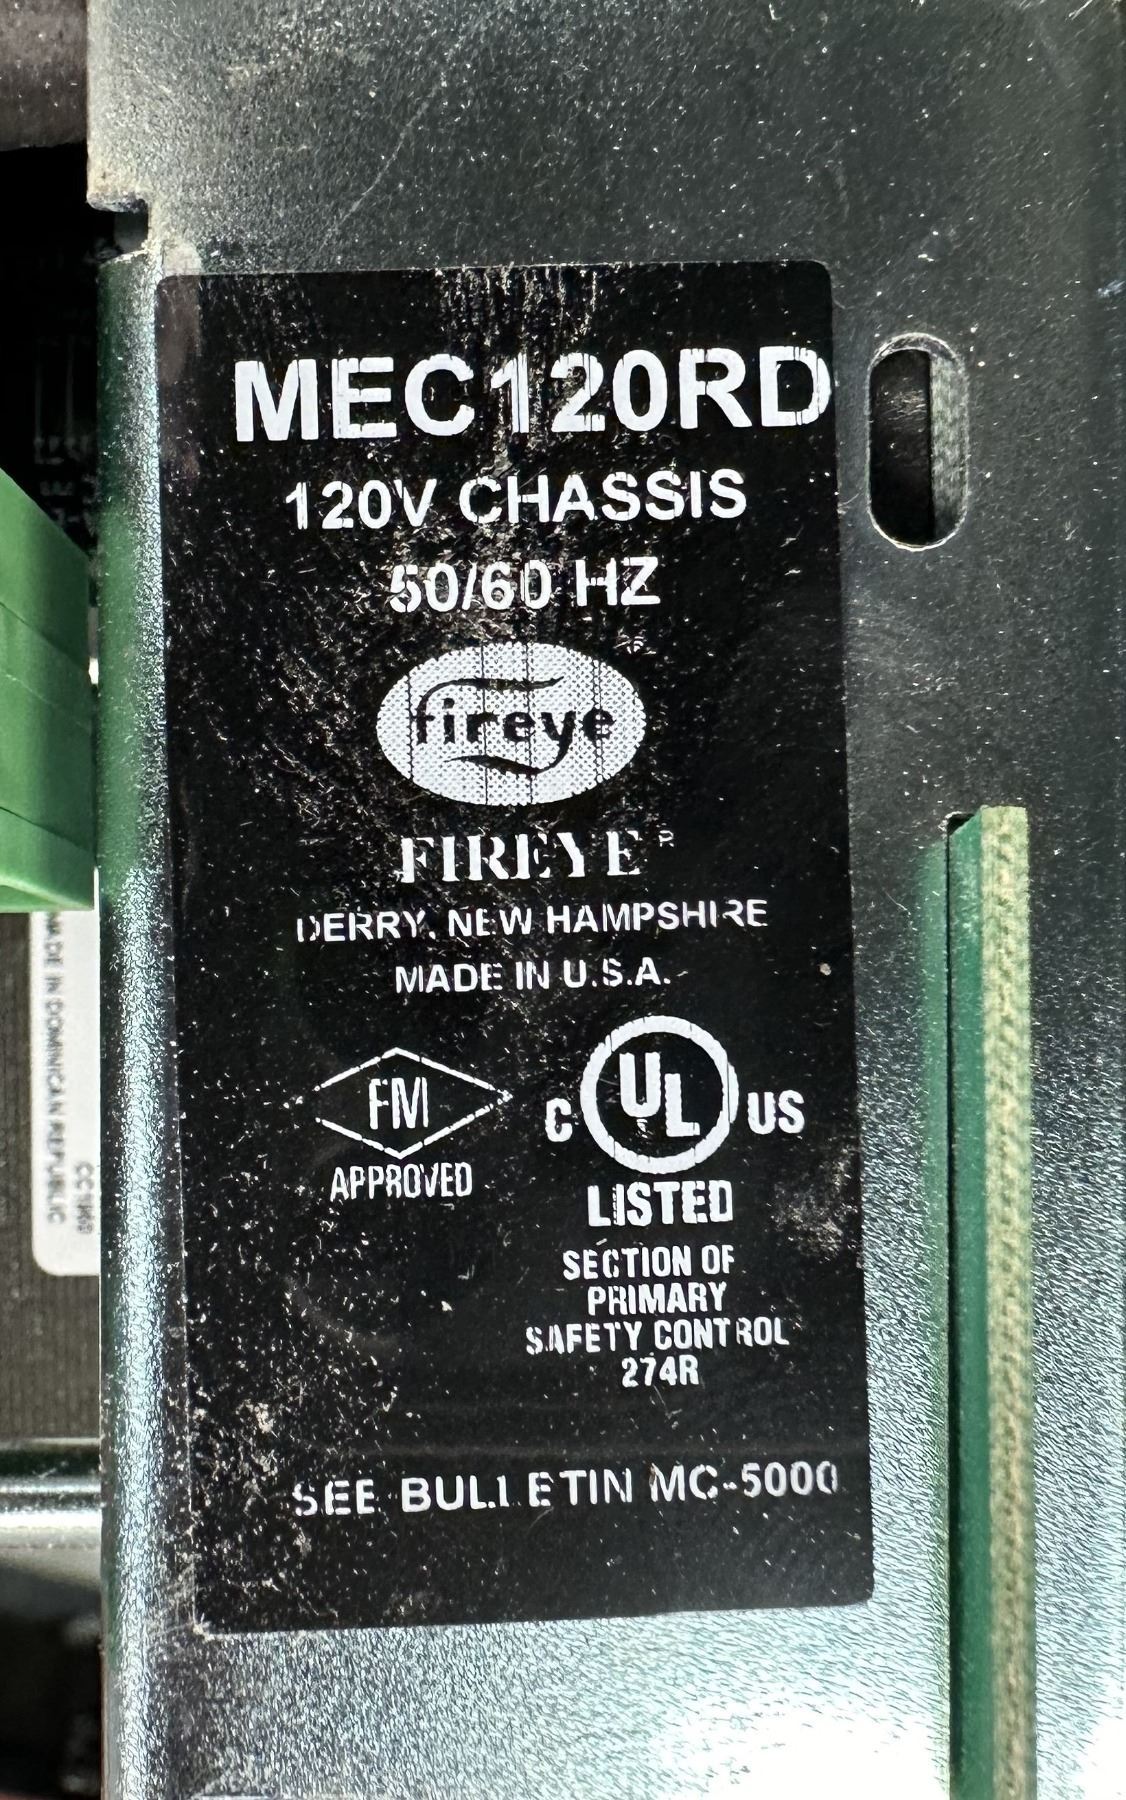 MEC120RD
120V CHASSIS
50/60 HZ
fireye
FIREYE®
DERRY, NEW HAMPSHIRE
MADE IN U.S.A.
FM
APPROVED
C UL US
LISTED
SECTION OF
PRIMARY
SAFETY CONTROL
274R
SEE BULLETIN MC-5000
MADE IN DOMINICAN REPUBLIC